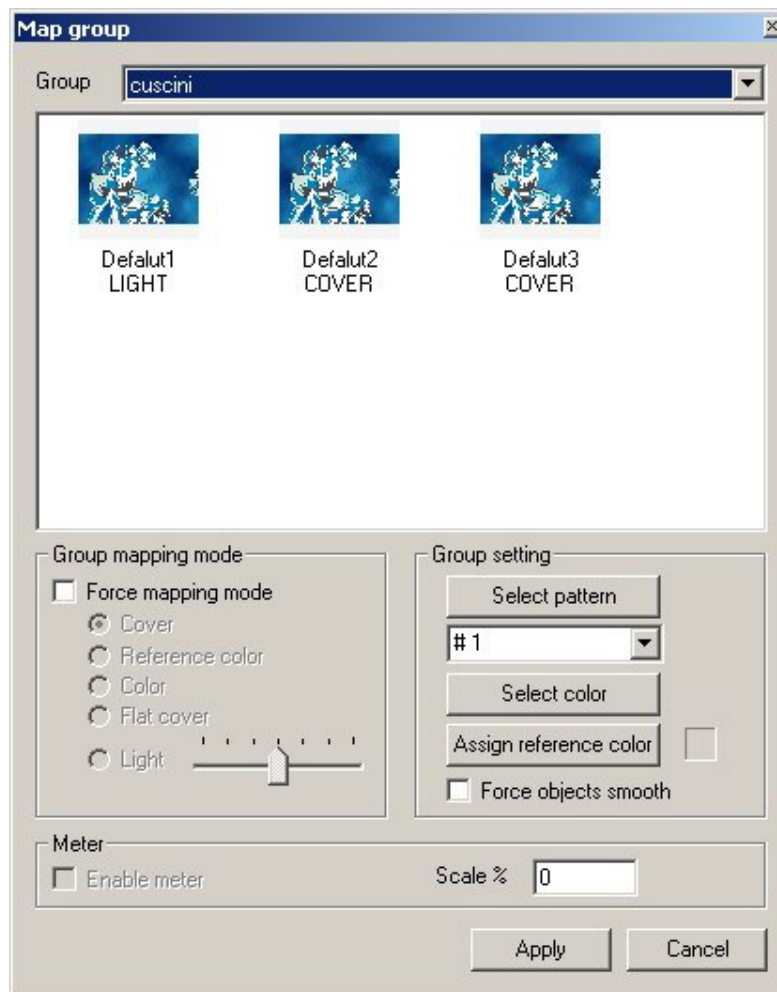 Map group
Group cuscini
Defalut1 Defalut2 Defalut3
LIGHT COVER COVER
Group mapping mode
Force mapping mode
Cover
Reference color
Color
Flat cover
Light
Group setting
Select pattern
# 1
Select color
Assign reference color
Force objects smooth
Meter
Enable meter Scale % 0
Apply Cancel